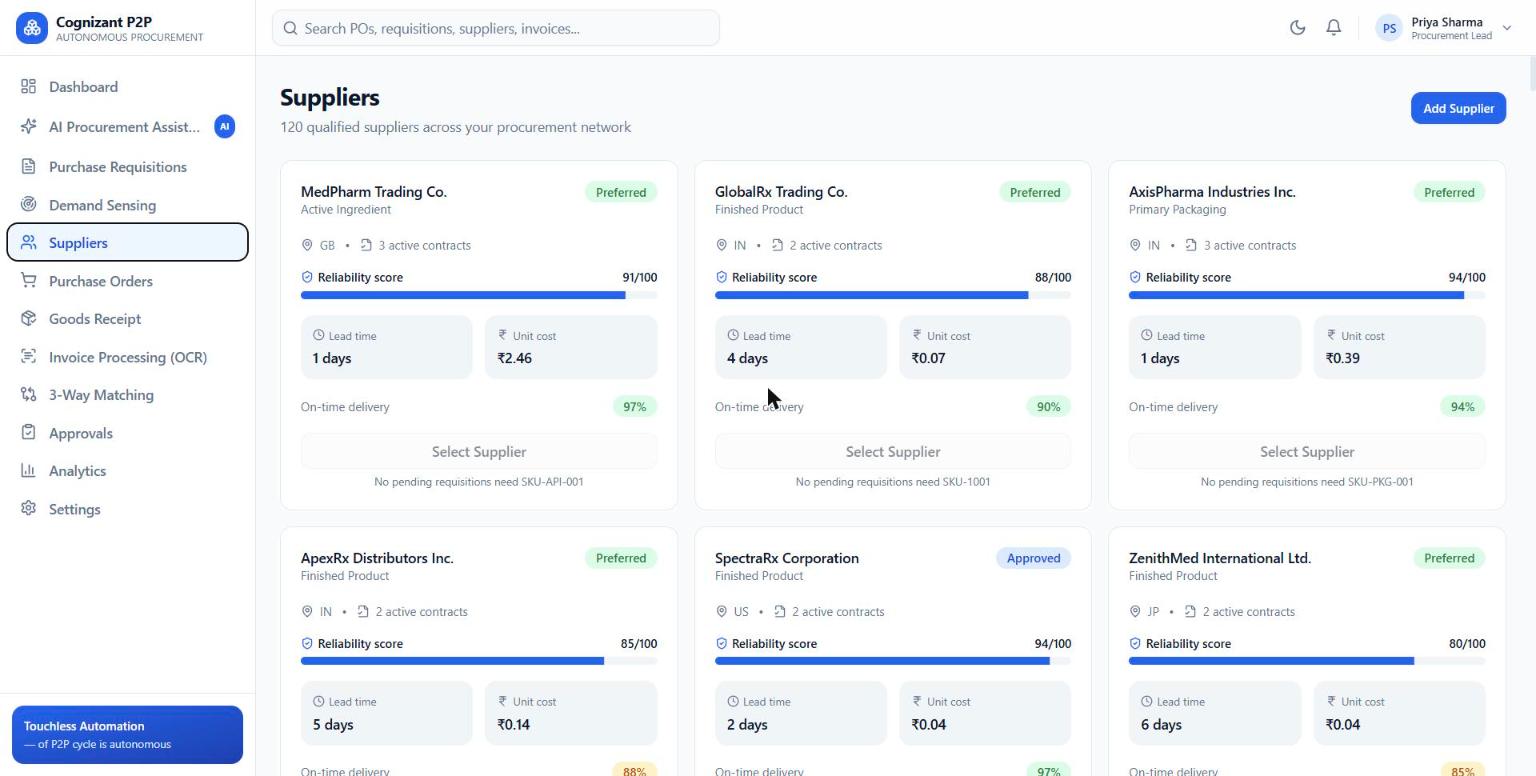 Cognizant P2P
AUTONOMOUS PROCUREMENT
Search POs, requisitions, suppliers, invoices...
PS
Priya Sharma
Procurement Lead
Dashboard
AI Procurement Assist...
AI
Purchase Requisitions
Demand Sensing
Suppliers
Purchase Orders
Goods Receipt
Invoice Processing (OCR)
3-Way Matching
Approvals
Analytics
Settings
Touchless Automation
— of P2P cycle is autonomous
Suppliers
120 qualified suppliers across your procurement network
Add Supplier
MedPharm Trading Co.
Preferred
Active Ingredient
GB • 3 active contracts
Reliability score 91/100
Lead time
1 days
₹ Unit cost
₹2.46
On-time delivery 97%
Select Supplier
No pending requisitions need SKU-API-001
GlobalRx Trading Co.
Preferred
Finished Product
IN • 2 active contracts
Reliability score 88/100
Lead time
4 days
₹ Unit cost
₹0.07
On-time delivery 90%
Select Supplier
No pending requisitions need SKU-1001
AxisPharma Industries Inc.
Preferred
Primary Packaging
IN • 3 active contracts
Reliability score 94/100
Lead time
1 days
₹ Unit cost
₹0.39
On-time delivery 94%
Select Supplier
No pending requisitions need SKU-PKG-001
ApexRx Distributors Inc.
Preferred
Finished Product
IN • 2 active contracts
Reliability score 85/100
Lead time
5 days
₹ Unit cost
₹0.14
On-time delivery 88%
SpectraRx Corporation
Approved
Finished Product
US • 2 active contracts
Reliability score 94/100
Lead time
2 days
₹ Unit cost
₹0.04
On-time delivery 97%
ZenithMed International Ltd.
Preferred
Finished Product
JP • 2 active contracts
Reliability score 80/100
Lead time
6 days
₹ Unit cost
₹0.04
On-time delivery 85%